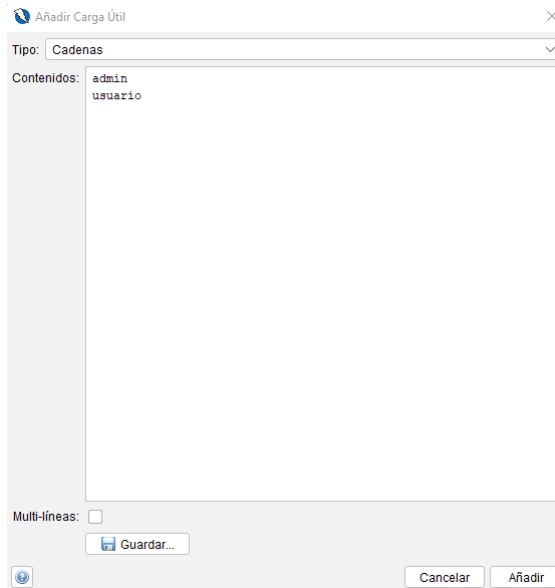 Añadir Carga Útil
Tipo: Cadenas
Contenidos: admin
usuario
Multi-líneas:
Guardar...
Cancelar Añadir